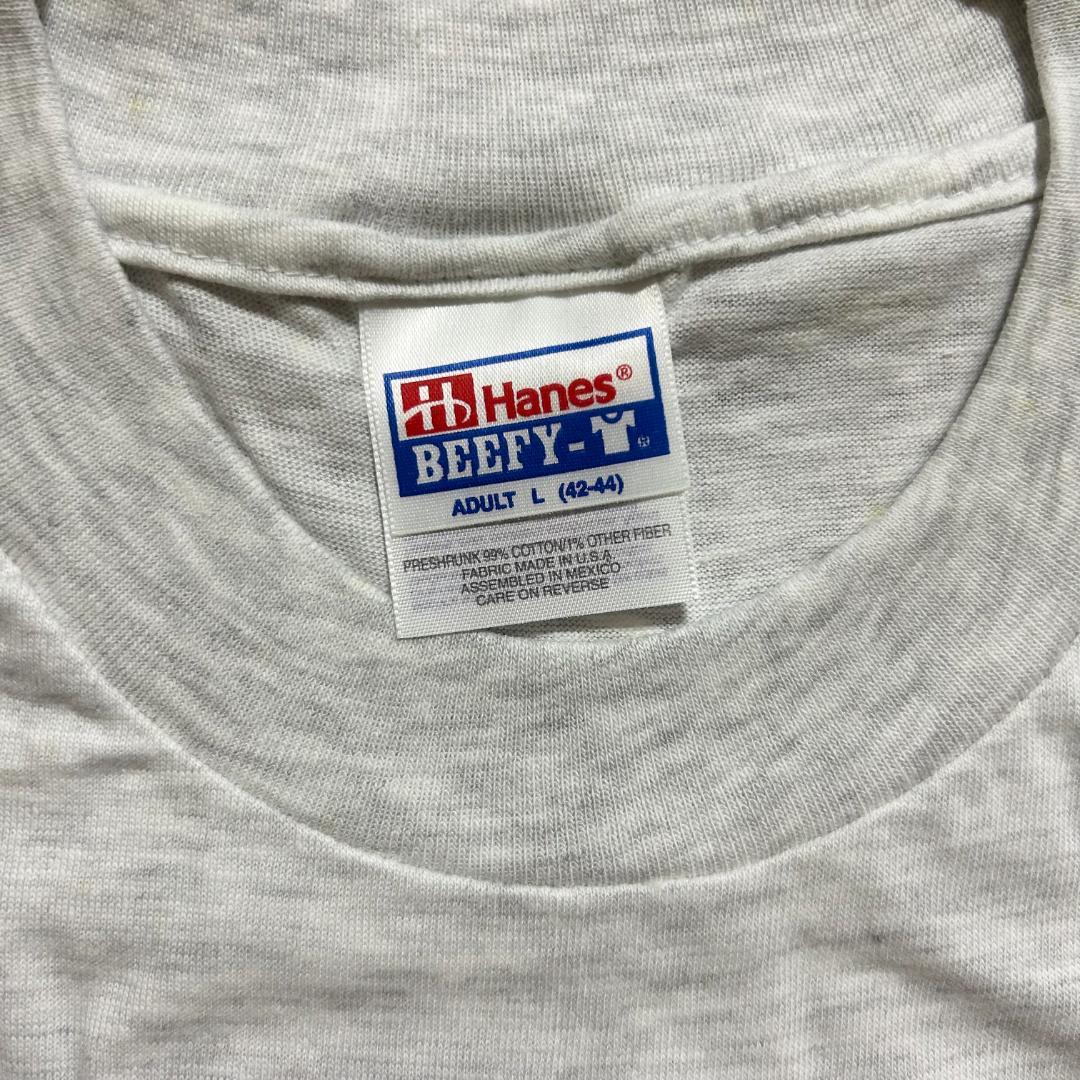 Hanes®
BEEFY-T®
ADULT L (42-44)
PRESHRUNK 99% COTTON/1% OTHER FIBER
FABRIC MADE IN U.S.A
ASSEMBLED IN MEXICO
CARE ON REVERSE